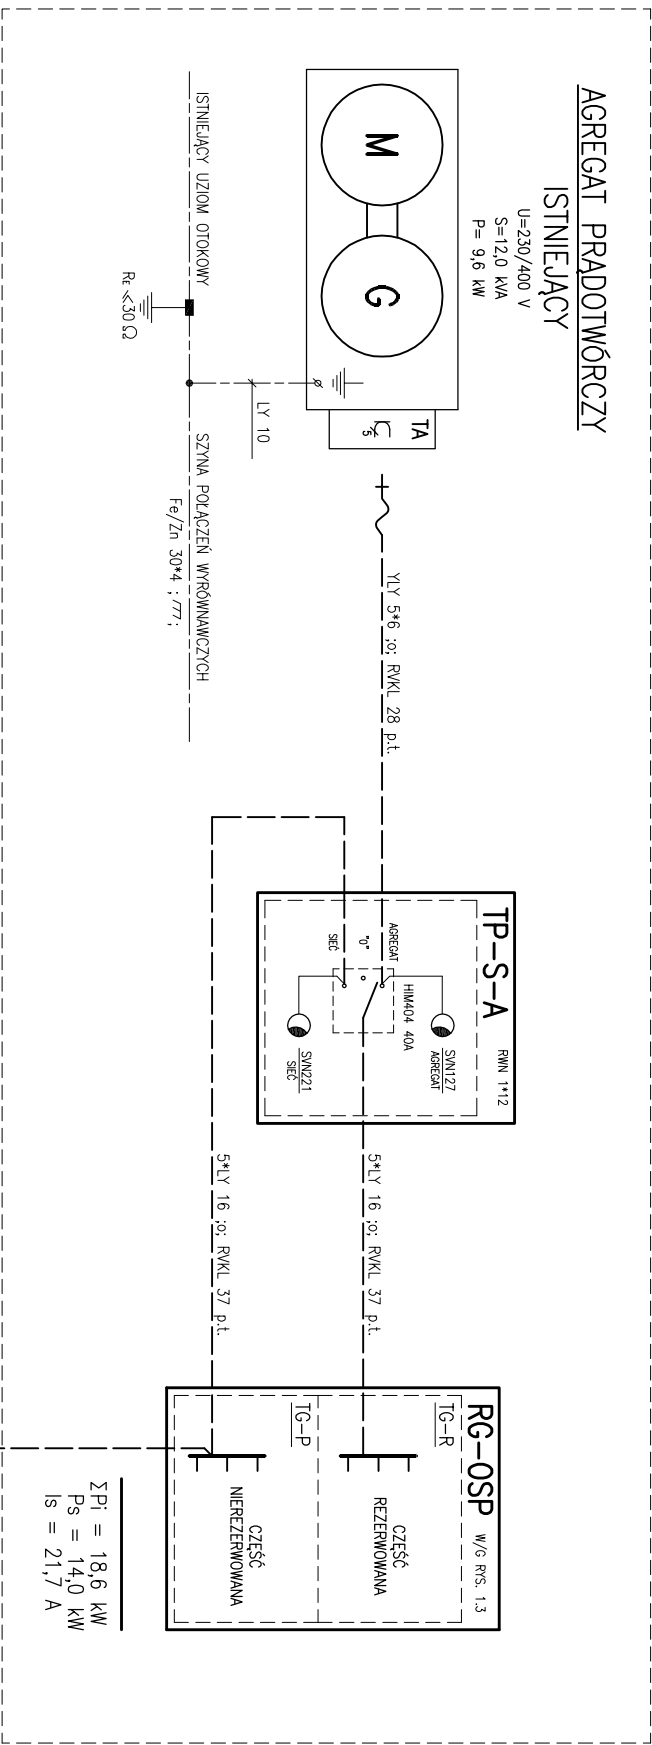 AGREGAT PRĄDOTWÓRCZY
ISTNIEJĄCY
U=230/400 V
S=12,0 kVA
P= 9,6 kW
M
G
TA
5
LY 10
ISTNIEJĄCY UZIOM OTOKOWY
RE ≪30 Ω
SZYNA POŁĄCZEŃ WYRÓWNAWCZYCH
Fe/Zn 30*4
YLY 5*6 ;o; RVKL 28 p.t.
TP-S-A
RWN 1*12
AGREGAT
"0"
SIEĆ
HIM404 40A
SVN127
AGREGAT
SVN221
SIEĆ
5*LY 16 ;o; RVKL 37 p.t.
5*LY 16 ;o; RVKL 37 p.t.
RG-OSP
W/G RYS. 1.3
TG-R
CZĘŚĆ
REZERWOWANA
TG-P
CZĘŚĆ
NIEREZERWOWANA
ΣPi = 18,6 kW
Ps = 14,0 kW
Is = 21,7 A